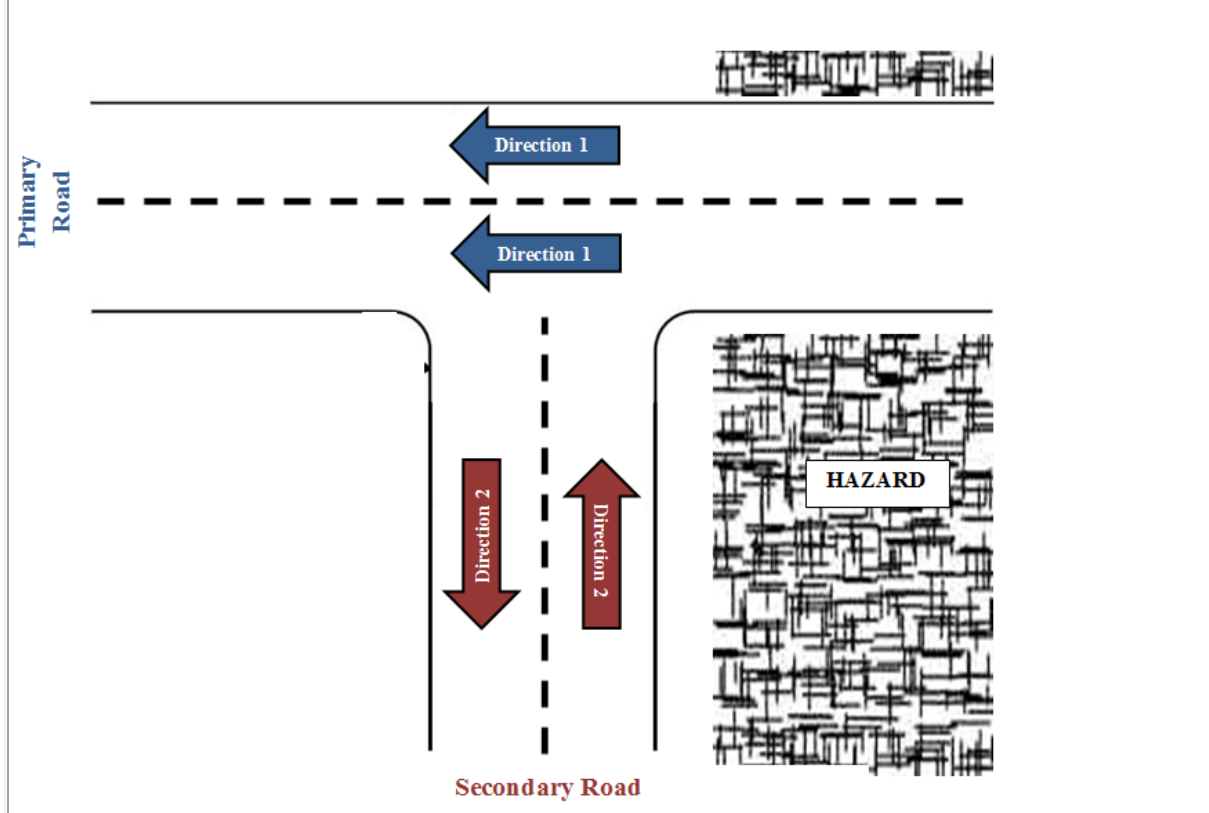 Direction 1
Primary
Road
Direction 1
HAZARD
Direction 2
Direction 2
Secondary Road